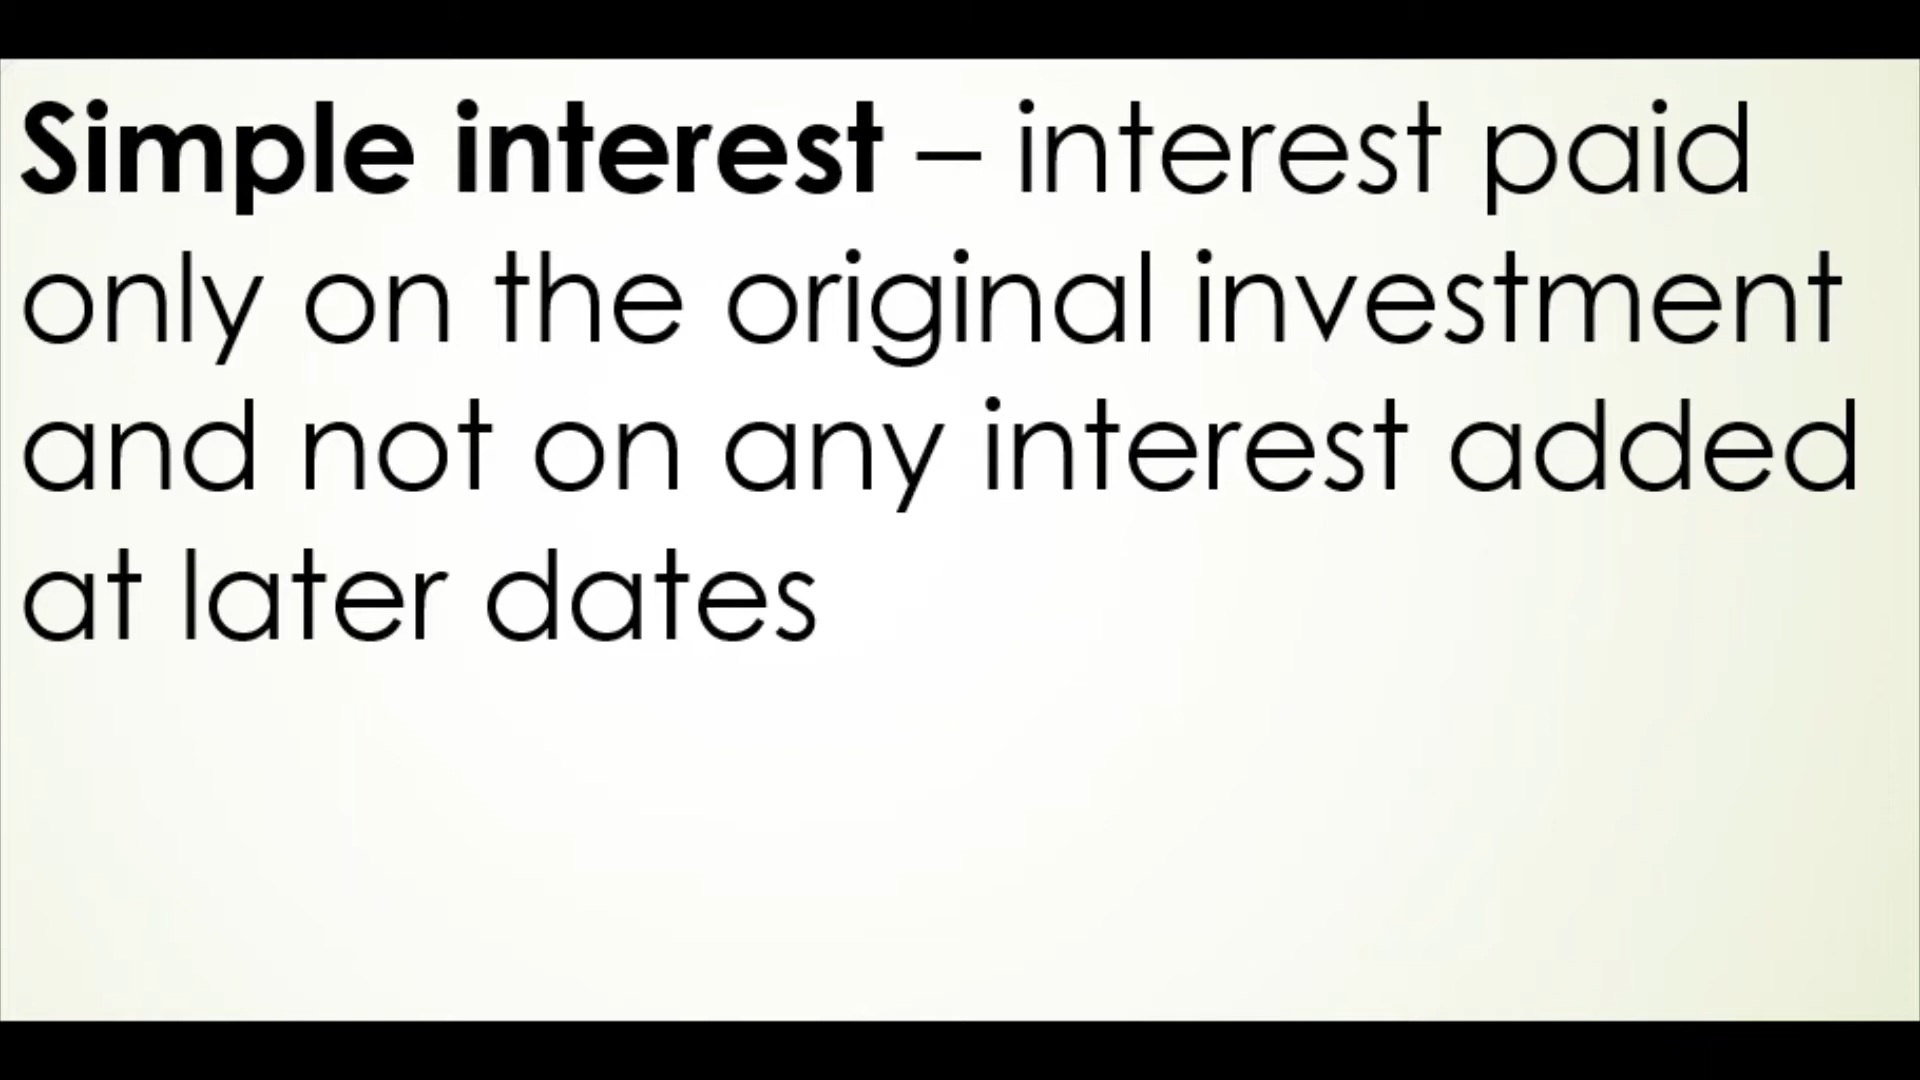 Simple interest – interest paid
only on the original investment
and not on any interest added
at later dates